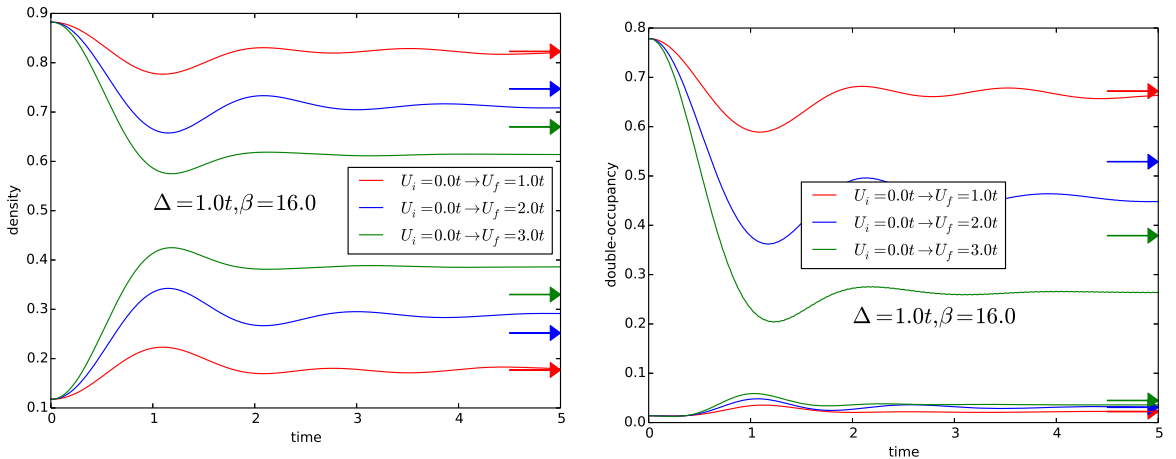 0.9
0.8
0.7
0.6
0.5
0.4
0.3
0.2
0.1
density
0 1 2 3 4 5
time
Δ=1.0t,β=16.0
U_i=0.0t→U_f=1.0t
U_i=0.0t→U_f=2.0t
U_i=0.0t→U_f=3.0t
0.8
0.7
0.6
0.5
0.4
0.3
0.2
0.1
0.0
double-occupancy
0 1 2 3 4 5
time
U_i=0.0t→U_f=1.0t
U_i=0.0t→U_f=2.0t
U_i=0.0t→U_f=3.0t
Δ=1.0t,β=16.0